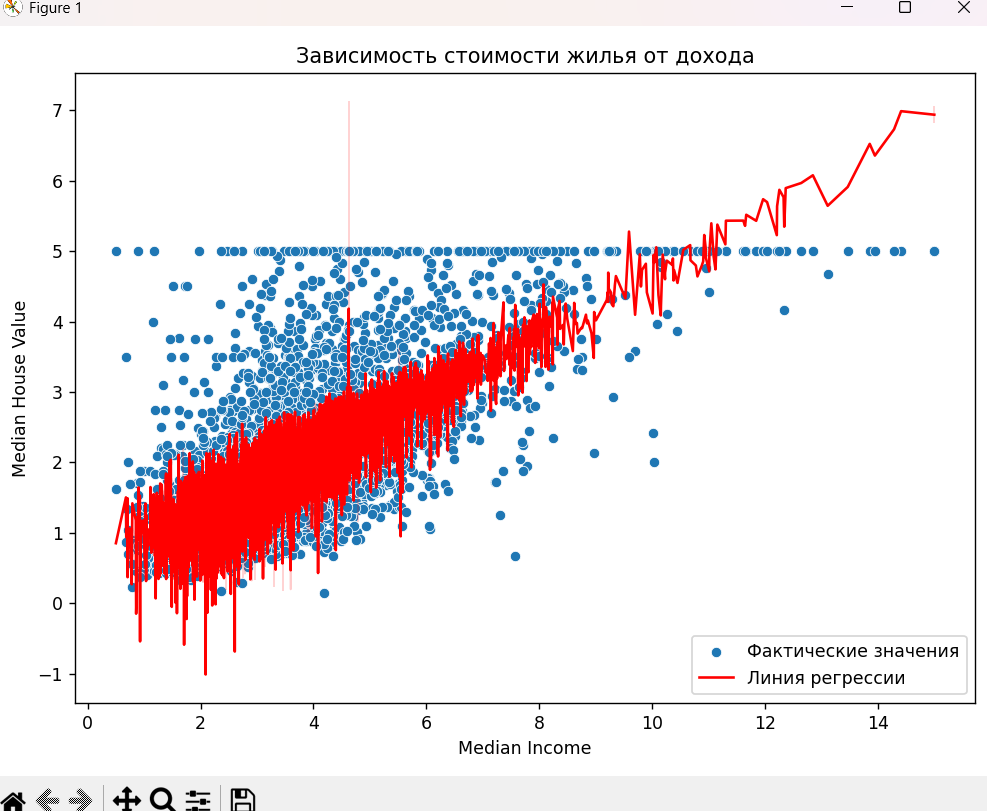 Figure 1
Зависимость стоимости жилья от дохода
Median House Value
7
6
5
4
3
2
1
0
−1
0 2 4 6 8 10 12 14
Median Income
Фактические значения
Линия регрессии